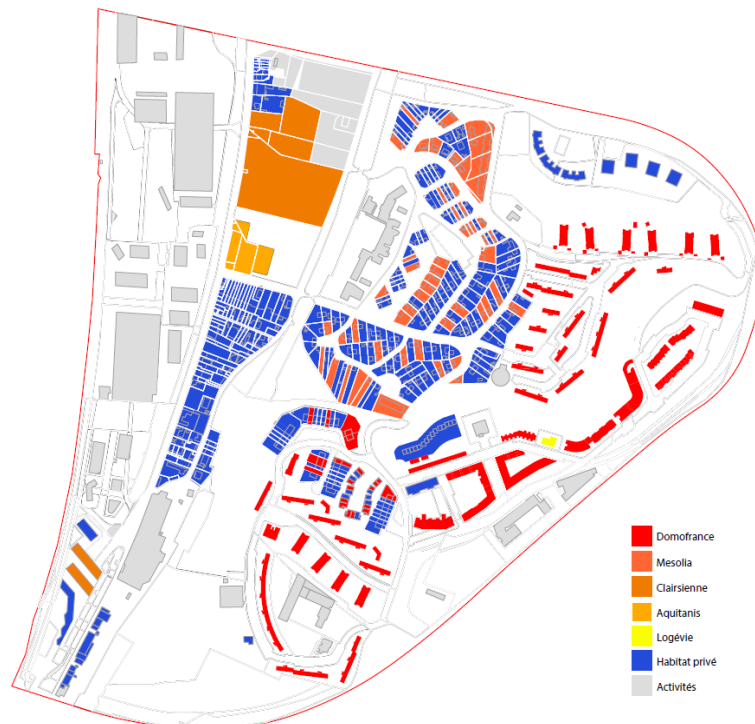 Domofrance
Mesolia
Clairsienne
Aquitanis
Logévie
Habitat privé
Activités